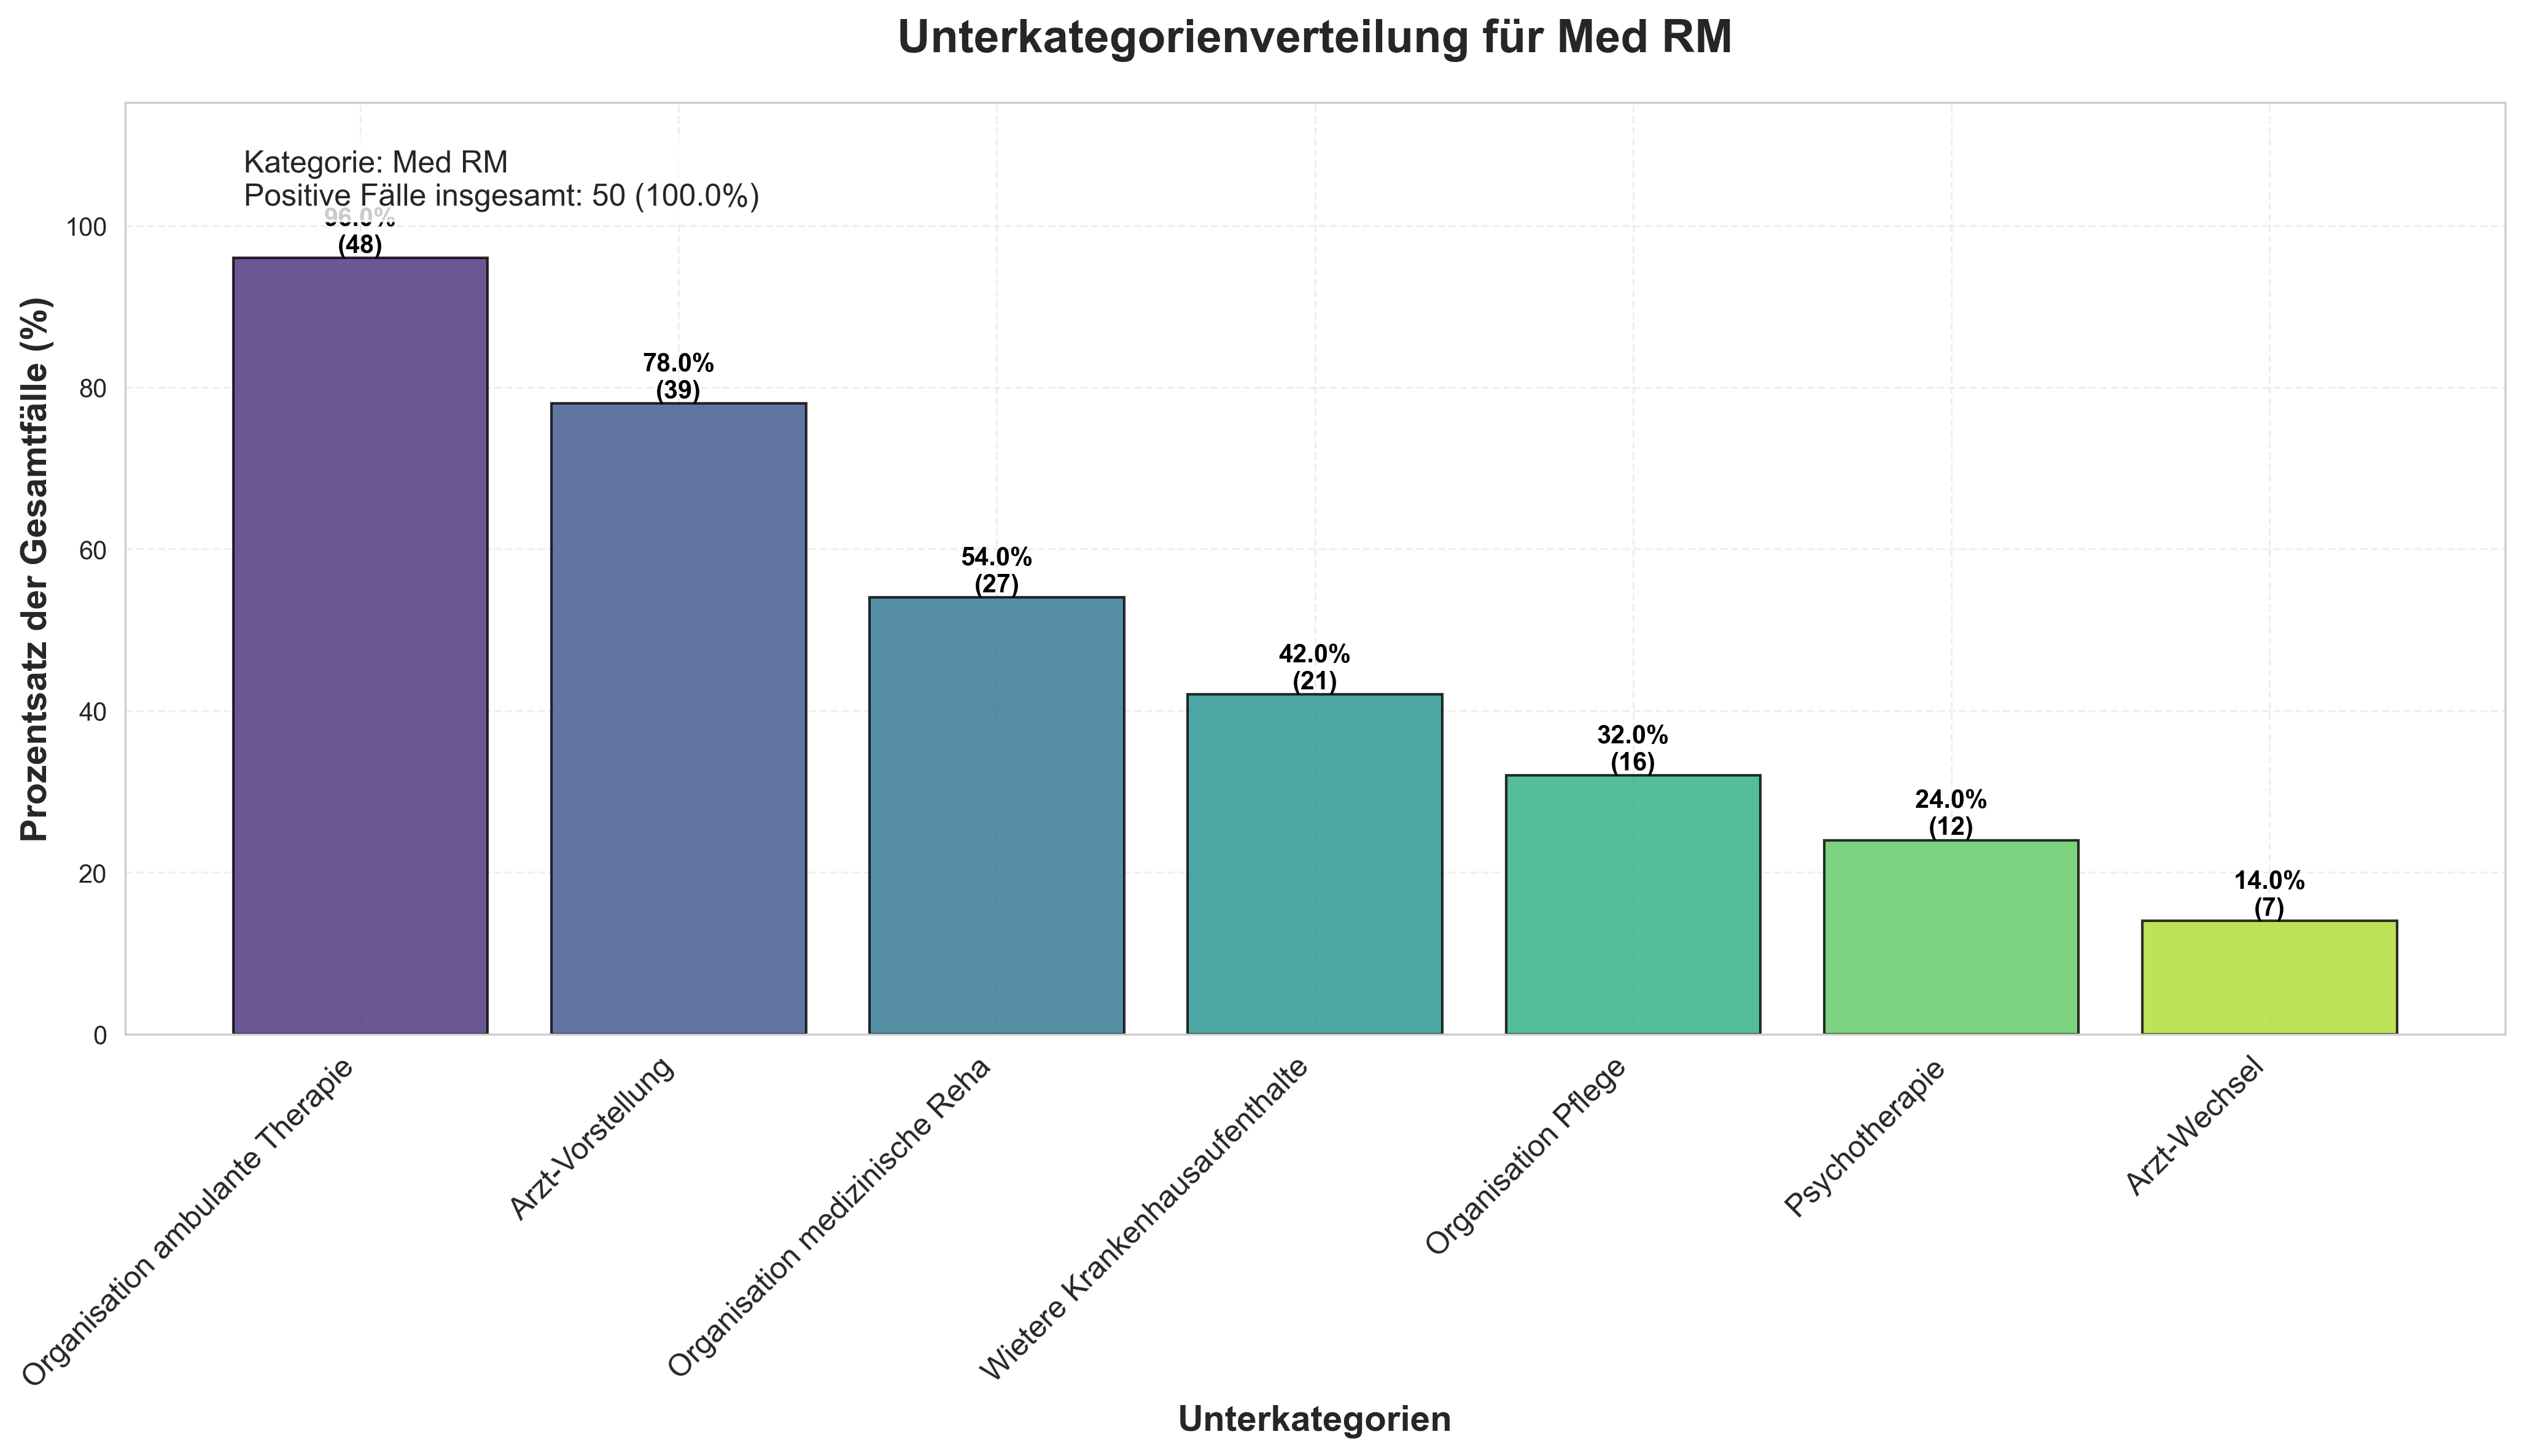 Unterkategorienverteilung für Med RM
Kategorie: Med RM
Positive Fälle insgesamt: 50 (100.0%)
Prozentsatz der Gesamtfälle (%)
100
80
60
40
20
0
96.0%
(48)
78.0%
(39)
54.0%
(27)
42.0%
(21)
32.0%
(16)
24.0%
(12)
14.0%
(7)
Organisation ambulante Therapie
Arzt-Vorstellung
Organisation medizinische Reha
Wietere Krankenhausaufenthalte
Organisation Pflege
Psychotherapie
Arzt-Wechsel
Unterkategorien